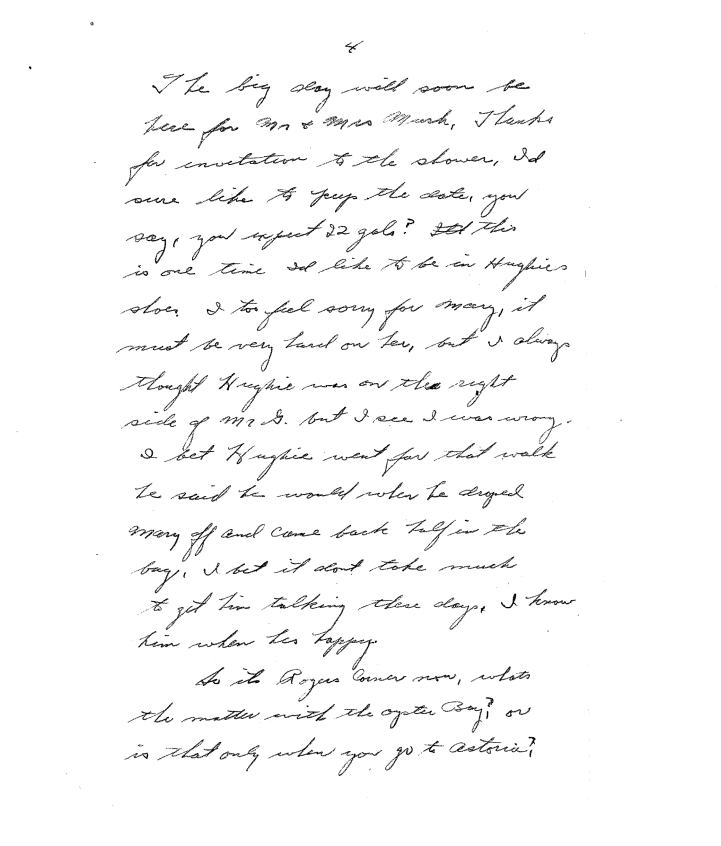 4
The big day will soon be
here for Mr & Mrs Mush, Thanks
for invitation to the shower, Id
sure like to peep the date, you
say, you expect 22 gals? this
is one time Id like to be in Hughies
shoes I too feel sorry for Mary, it
must be very hard on her, but I always
thought Hughie was on the right
side of Mr G. but I see I was wrong.
I bet Hughie went for that walk
he said he would when he droped
Mary off and came back half in the
bag, I bet it dont take much
to get him talking these days, I know
him when hes happy.
So its Rogers Corner now, whats
the matter with the oyster Bay? or
is that only when you go to astoria?